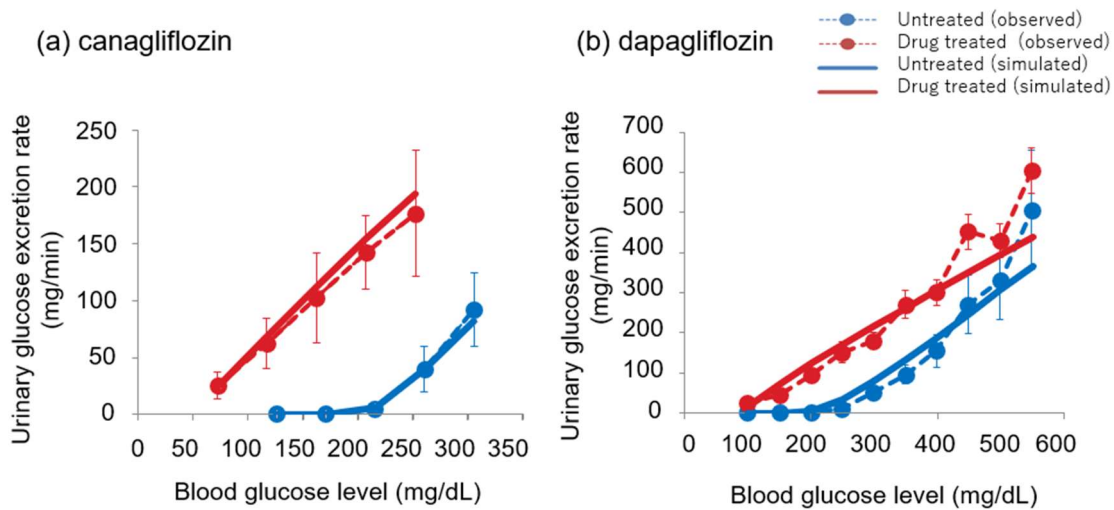 (a) canagliflozin
(b) dapagliflozin
Untreated (observed)
Drug treated (observed)
Untreated (simulated)
Drug treated (simulated)
Urinary glucose excretion rate
(mg/min)
250
200
150
100
50
0
0 50 100 150 200 250 300 350
Blood glucose level (mg/dL)
Urinary glucose excretion rate
(mg/min)
700
600
500
400
300
200
100
0
0 100 200 300 400 500 600
Blood glucose level (mg/dL)